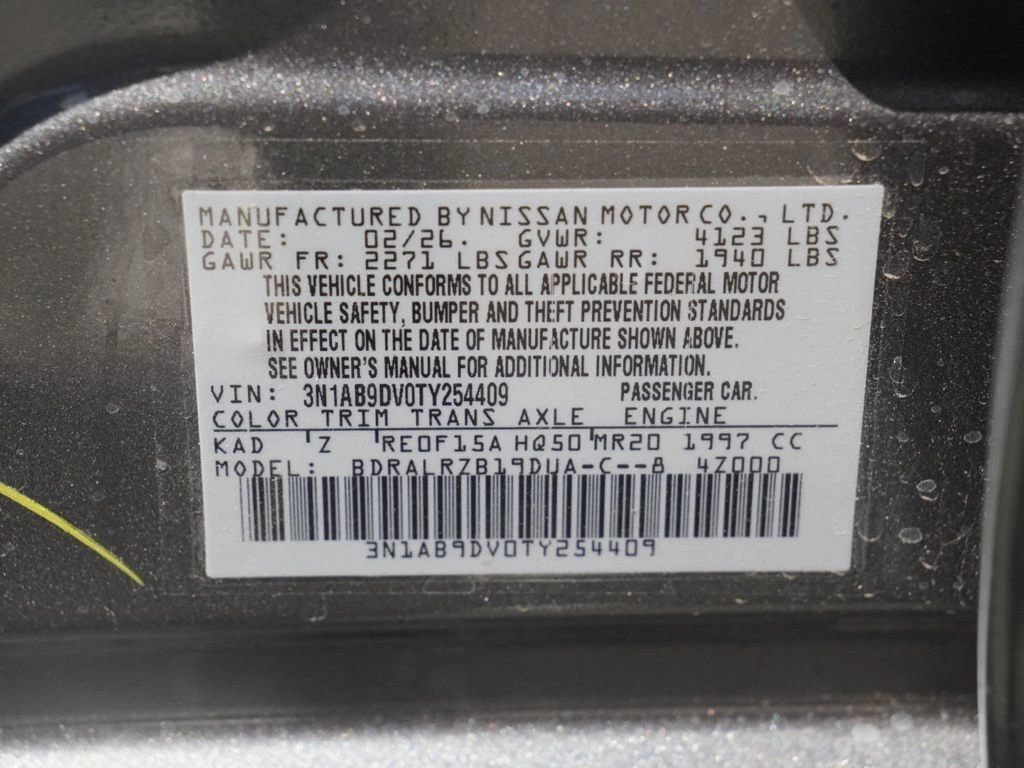 MANUFACTURED BY NISSAN MOTOR CO., LTD.
DATE: 02/26. GVWR: 4123 LBS
GAWR FR: 2271 LBS GAWR RR: 1940 LBS
THIS VEHICLE CONFORMS TO ALL APPLICABLE FEDERAL MOTOR
VEHICLE SAFETY, BUMPER AND THEFT PREVENTION STANDARDS
IN EFFECT ON THE DATE OF MANUFACTURE SHOWN ABOVE.
SEE OWNER'S MANUAL FOR ADDITIONAL INFORMATION.
VIN: 3N1AB9DV0TY254409 PASSENGER CAR.
COLOR TRIM TRANS AXLE ENGINE
KAD Z RE0F15A HQ50 MR20 1997 CC
MODEL: BDRALRZB19DUA-C--8 4Z000
3N1AB9DV0TY254409